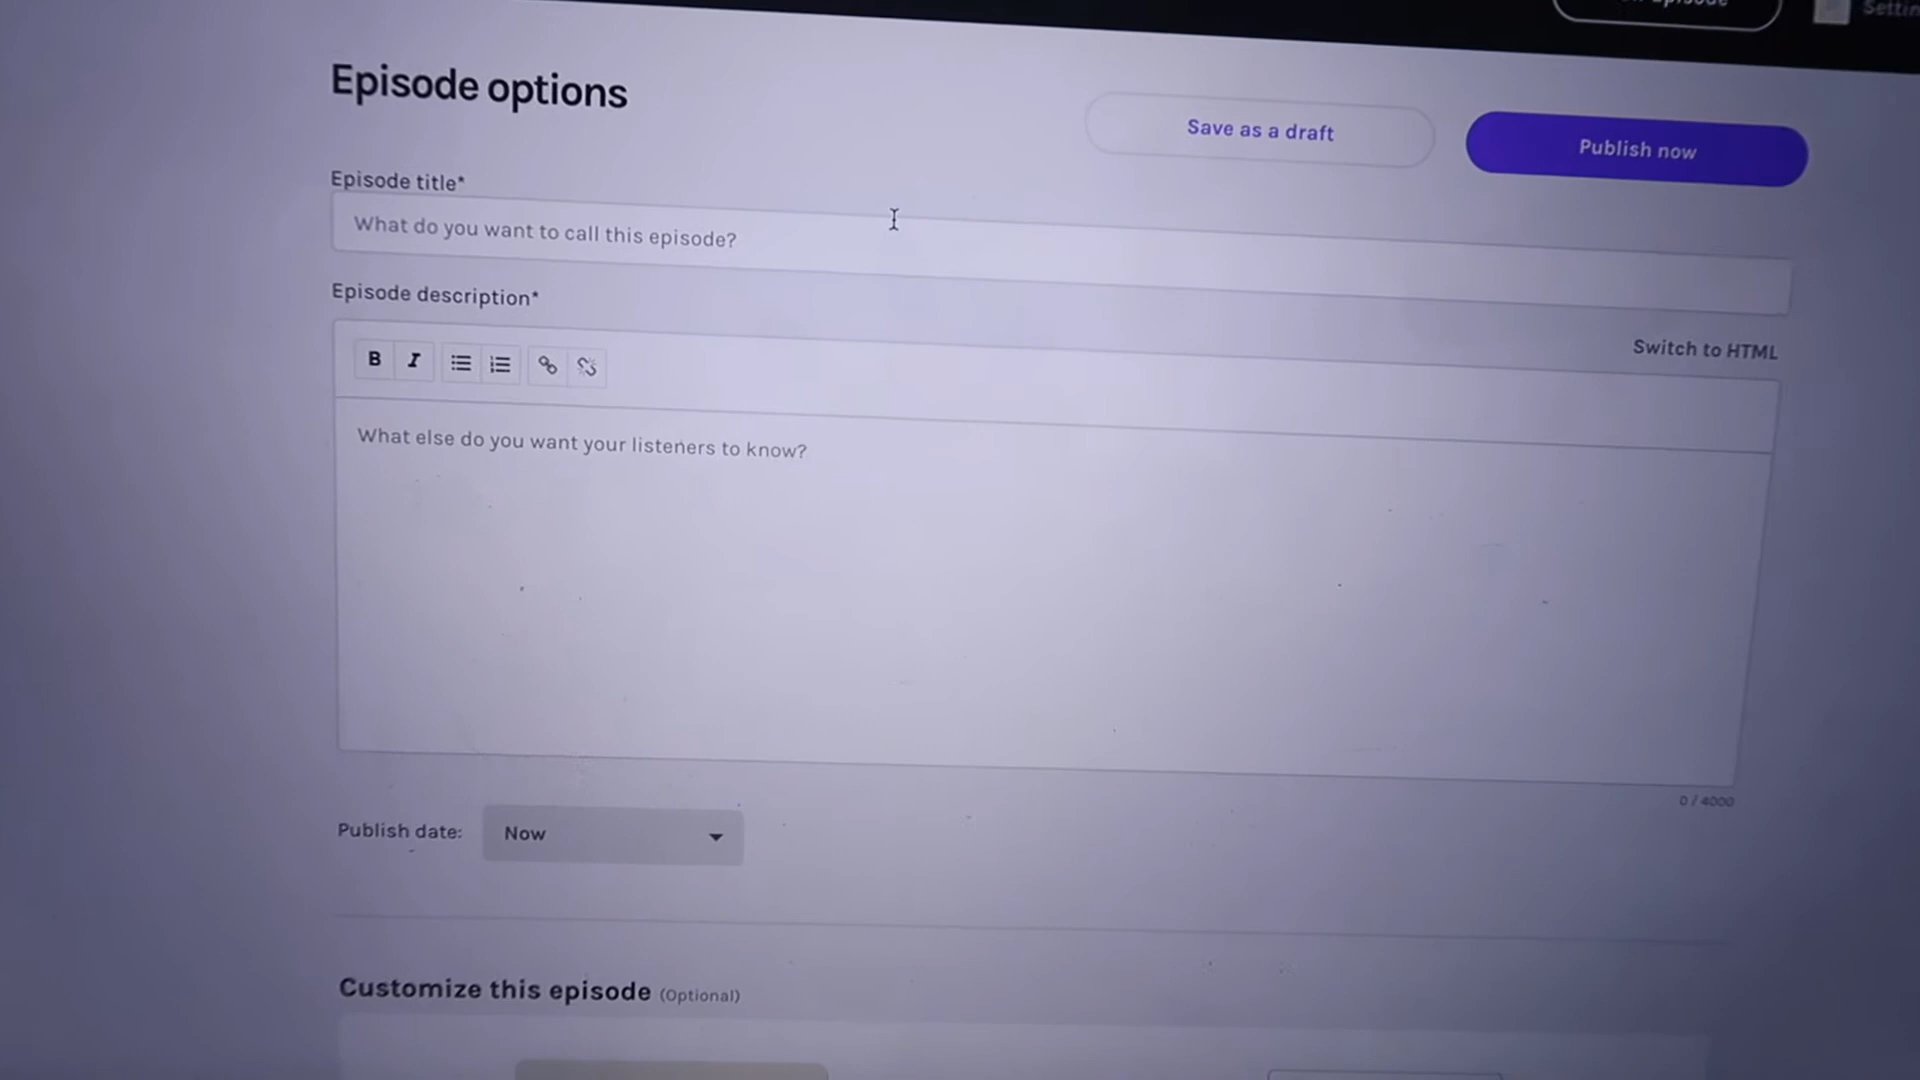 Episode options
Save as a draft
Publish now
Episode title*
What do you want to call this episode?
Episode description*
Switch to HTML
B I
What else do you want your listeners to know?
0 / 4000
Publish date:
Now
Customize this episode (Optional)